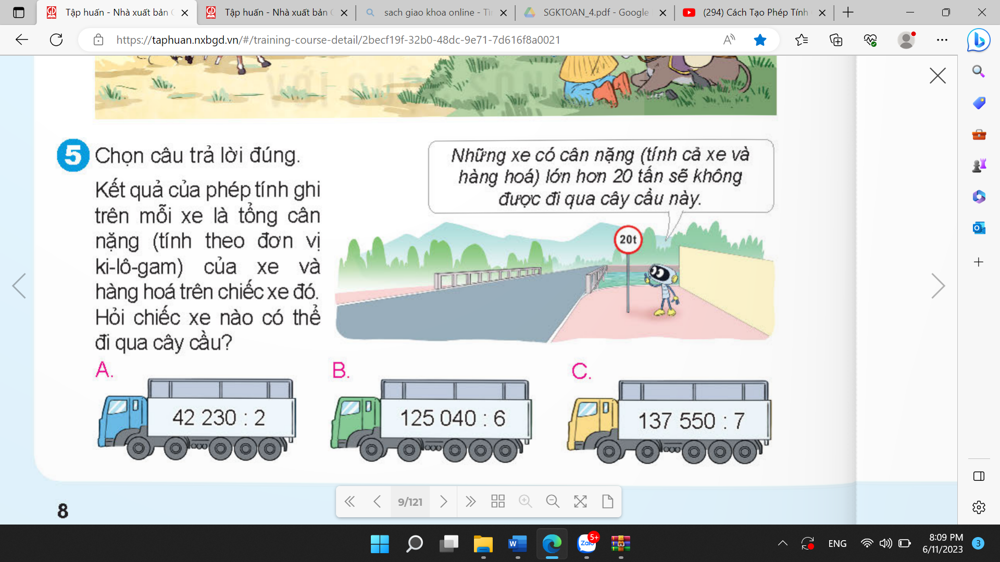 Tập huấn - Nhà xuất bản
Tập huấn - Nhà xuất bản
sach giao khoa online - Tì
SGKTOAN_4.pdf - Google
(294) Cách Tạo Phép Tính
https://taphuan.nxbgd.vn/#/training-course-detail/2becf19f-32b0-48dc-9e71-7d616f8a0021
5 Chọn câu trả lời đúng.
Kết quả của phép tính ghi
trên mỗi xe là tổng cân
nặng (tính theo đơn vị
ki-lô-gam) của xe và
hàng hoá trên chiếc xe đó.
Hỏi chiếc xe nào có thể
đi qua cây cầu?
Những xe có cân nặng (tính cả xe và
hàng hoá) lớn hơn 20 tấn sẽ không
được đi qua cây cầu này.
20t
A.
42 230 : 2
B.
125 040 : 6
C.
137 550 : 7
8
9/121
Zalo
5+
ENG
8:09 PM
6/11/2023
3